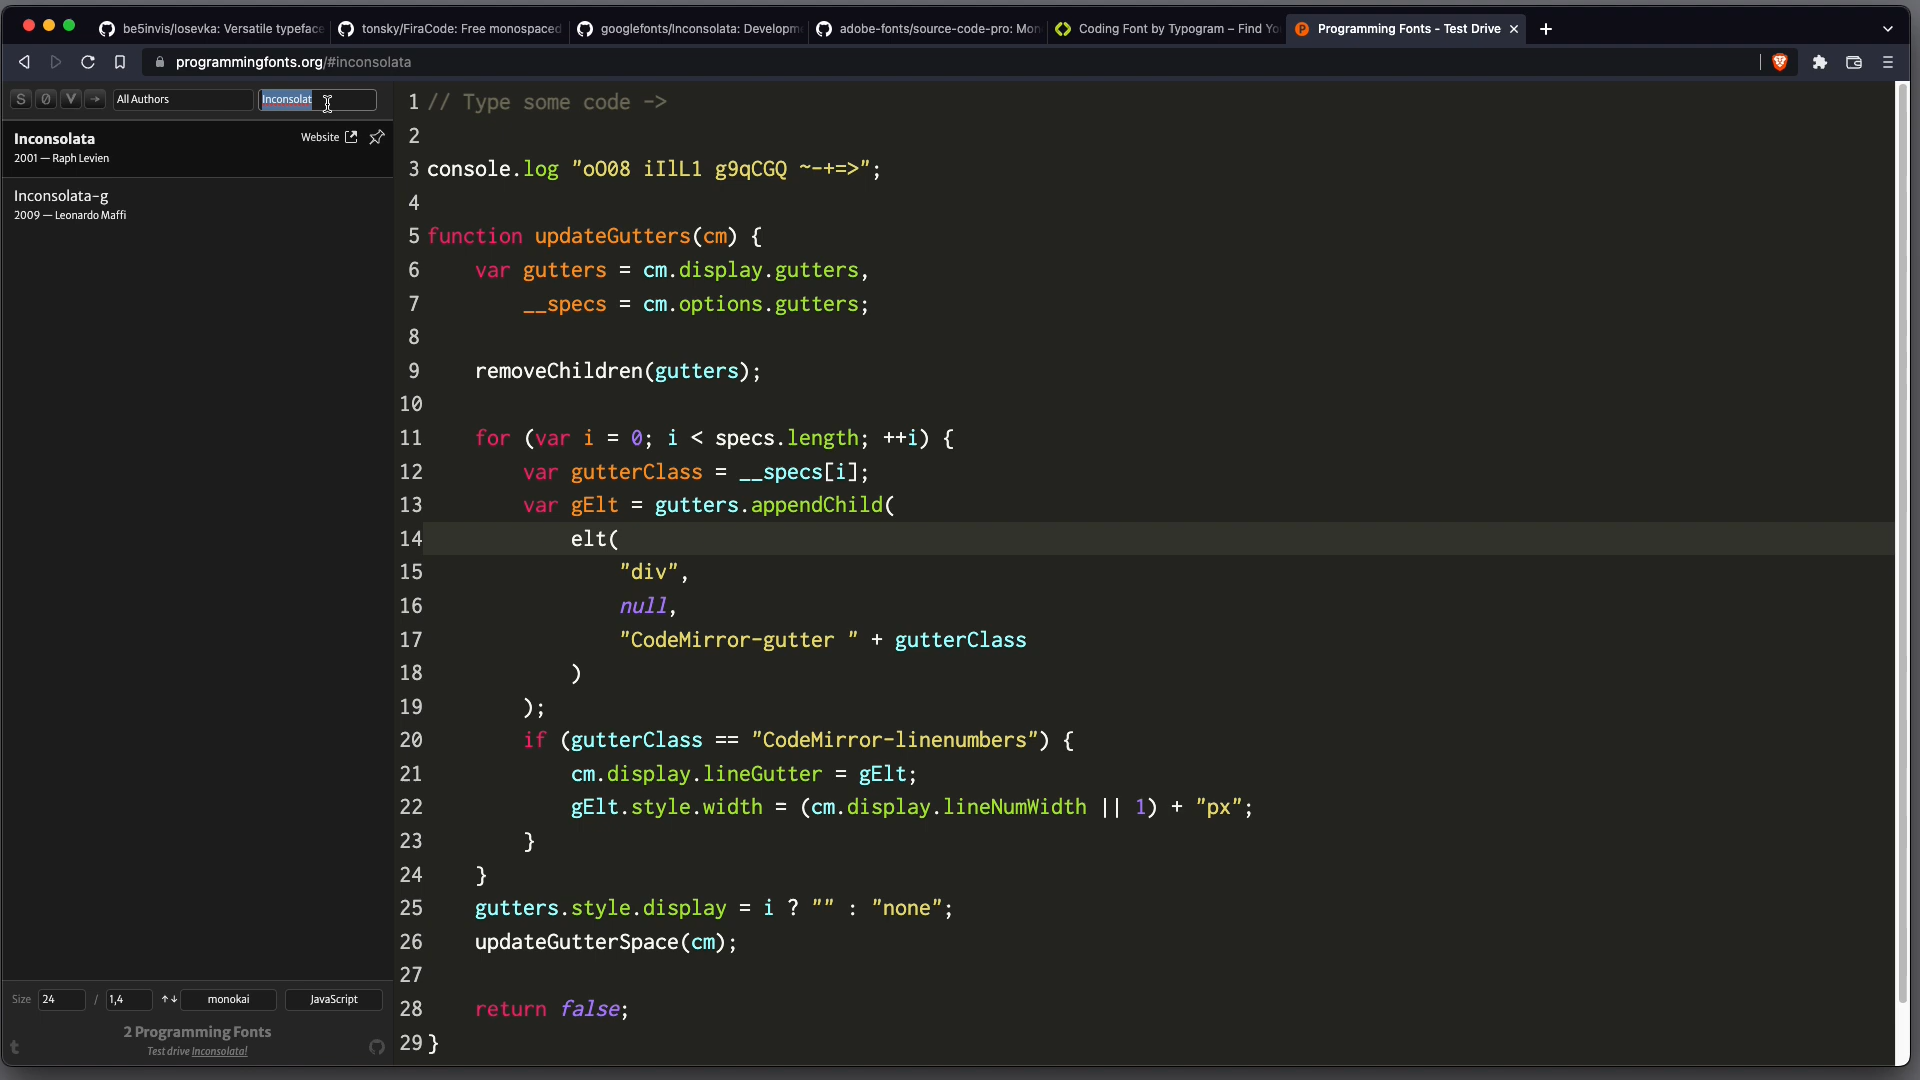 be5invis/Iosevka: Versatile typeface
tonsky/FiraCode: Free monospaced
googlefonts/Inconsolata: Developm
adobe-fonts/source-code-pro: Mon
Coding Font by Typogram – Find Yo
Programming Fonts - Test Drive
programmingfonts.org/#inconsolata
S 0 V → All Authors Inconsolat
Inconsolata
Website
2001 — Raph Levien
Inconsolata-g
2009 — Leonardo Maffi
1 // Type some code ->
2
3 console.log "oO08 iIlL1 g9qCGQ ~-+=>";
4
5 function updateGutters(cm) {
6 var gutters = cm.display.gutters,
7 __specs = cm.options.gutters;
8
9 removeChildren(gutters);
10
11 for (var i = 0; i < specs.length; ++i) {
12 var gutterClass = __specs[i];
13 var gElt = gutters.appendChild(
14 elt(
15 "div",
16 null,
17 "CodeMirror-gutter " + gutterClass
18 )
19 );
20 if (gutterClass == "CodeMirror-linenumbers") {
21 cm.display.lineGutter = gElt;
22 gElt.style.width = (cm.display.lineNumWidth || 1) + "px";
23 }
24 }
25 gutters.style.display = i ? "" : "none";
26 updateGutterSpace(cm);
27
28 return false;
29 }
Size 24 / 1,4 ↑↓ monokai JavaScript
2 Programming Fonts
Test drive Inconsolata!